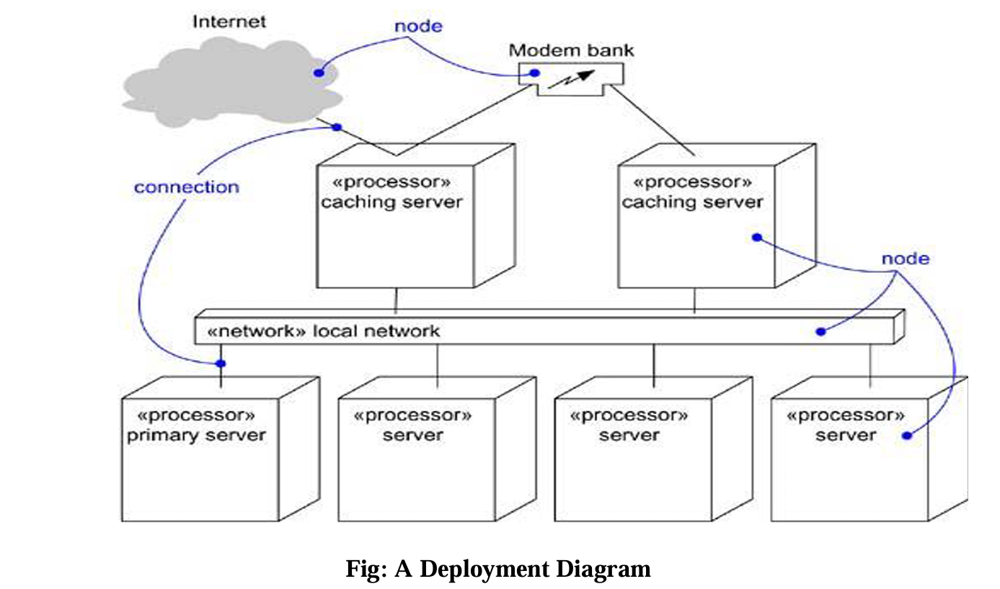 Internet
node
Modem bank
connection
«processor»
caching server
«processor»
caching server
node
«network» local network
«processor»
primary server
«processor»
server
«processor»
server
«processor»
server
Fig: A Deployment Diagram